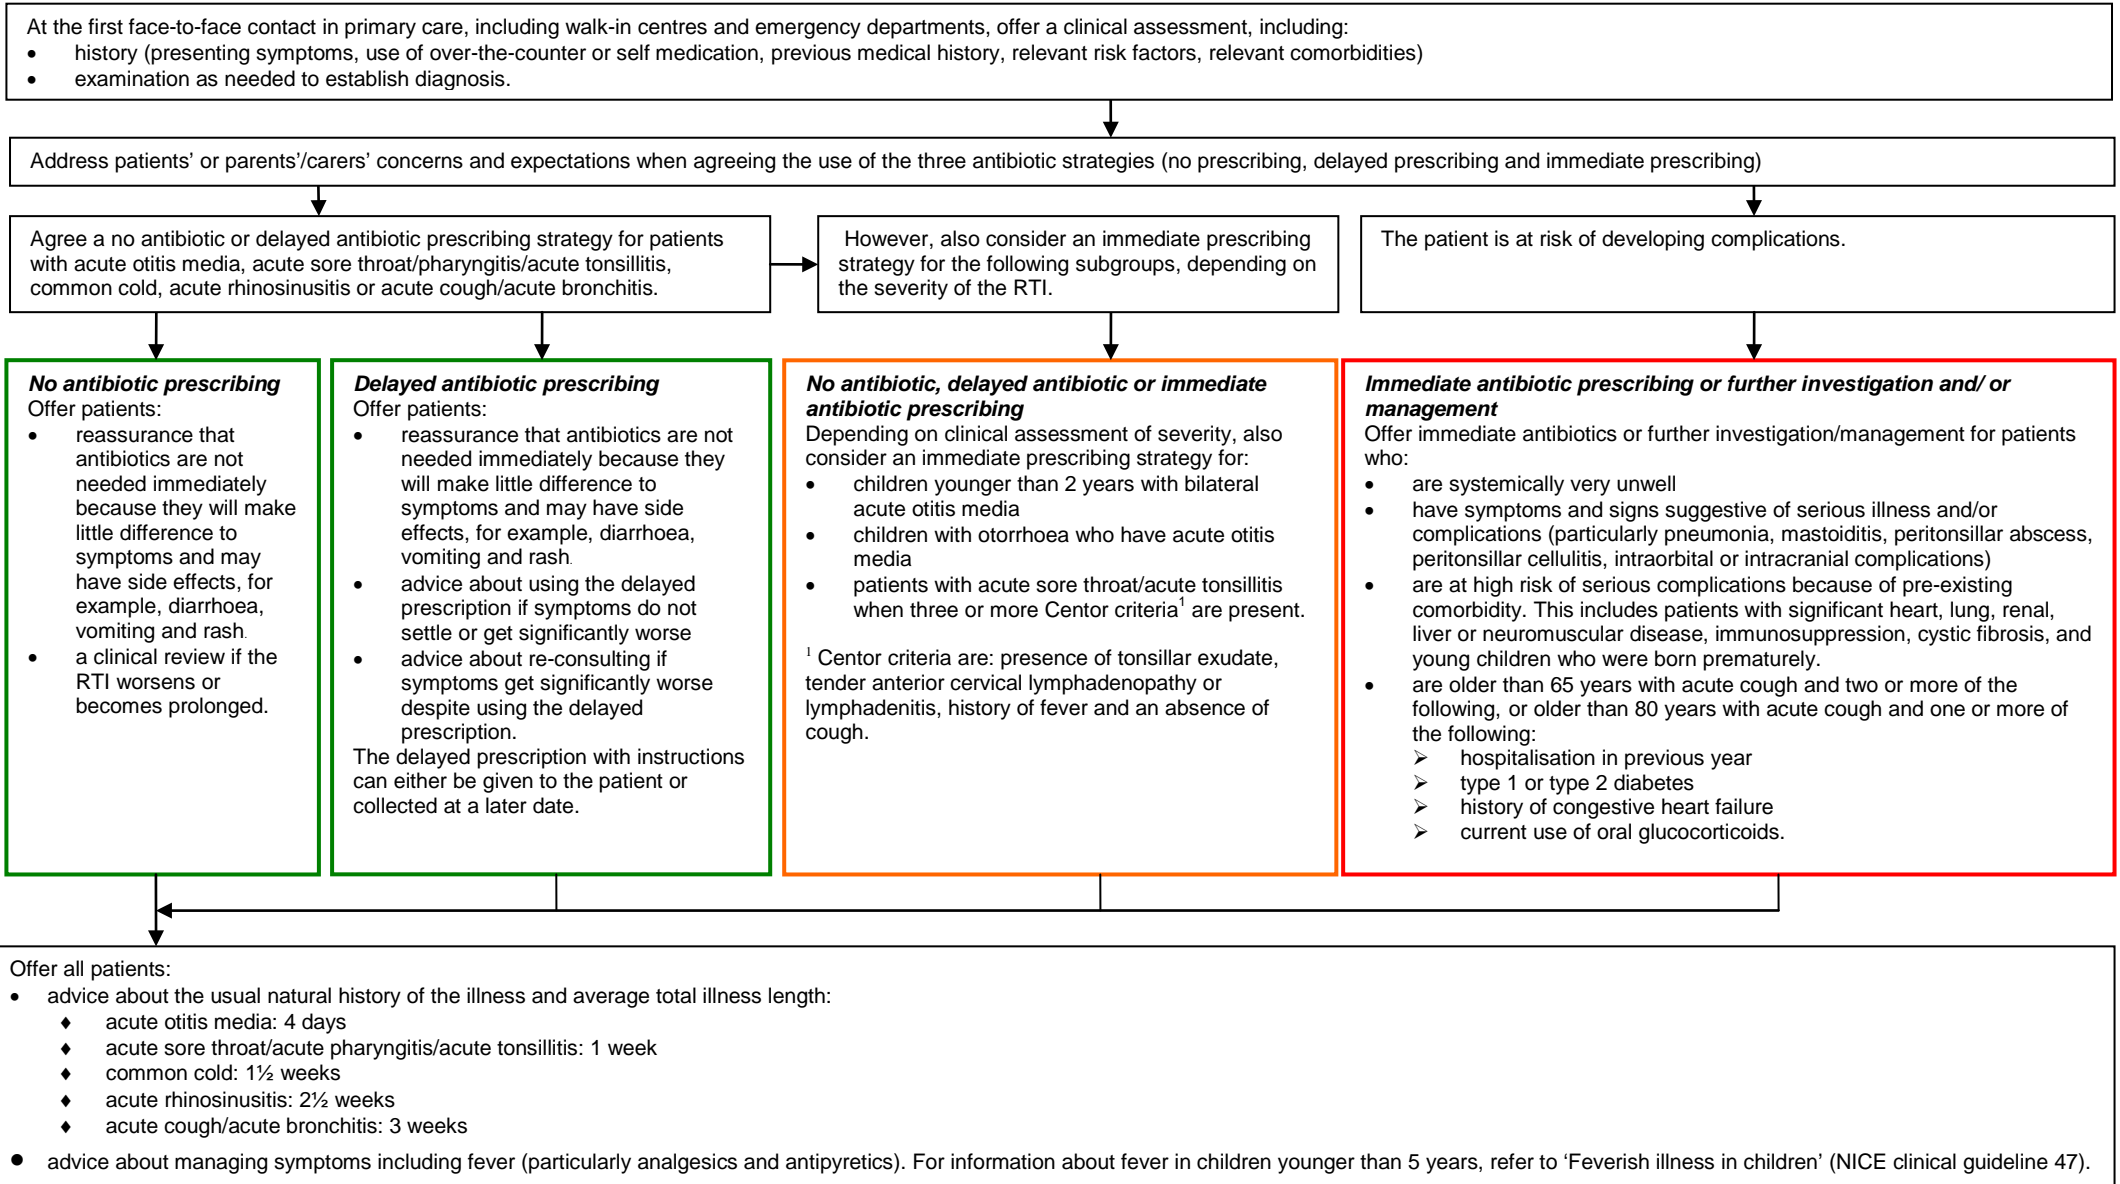 At the first face-to-face contact in primary care, including walk-in centres and emergency departments, offer a clinical assessment, including:
• history (presenting symptoms, use of over-the-counter or self medication, previous medical history, relevant risk factors, relevant comorbidities)
• examination as needed to establish diagnosis.
Address patients' or parents'/carers' concerns and expectations when agreeing the use of the three antibiotic strategies (no prescribing, delayed prescribing and immediate prescribing)
Agree a no antibiotic or delayed antibiotic prescribing strategy for patients
with acute otitis media, acute sore throat/pharyngitis/acute tonsillitis,
common cold, acute rhinosinusitis or acute cough/acute bronchitis.
However, also consider an immediate prescribing
strategy for the following subgroups, depending on
the severity of the RTI.
The patient is at risk of developing complications.
No antibiotic prescribing
Offer patients:
• reassurance that
antibiotics are not
needed immediately
because they will make
little difference to
symptoms and may
have side effects, for
example, diarrhoea,
vomiting and rash.
• a clinical review if the
RTI worsens or
becomes prolonged.
Delayed antibiotic prescribing
Offer patients:
• reassurance that antibiotics are not
needed immediately because they
will make little difference to
symptoms and may have side
effects, for example, diarrhoea,
vomiting and rash.
• advice about using the delayed
prescription if symptoms do not
settle or get significantly worse
• advice about re-consulting if
symptoms get significantly worse
despite using the delayed
prescription.
The delayed prescription with instructions
can either be given to the patient or
collected at a later date.
No antibiotic, delayed antibiotic or immediate
antibiotic prescribing
Depending on clinical assessment of severity, also
consider an immediate prescribing strategy for:
• children younger than 2 years with bilateral
acute otitis media
• children with otorrhoea who have acute otitis
media
• patients with acute sore throat/acute tonsillitis
when three or more Centor criteria¹ are present.
¹ Centor criteria are: presence of tonsillar exudate,
tender anterior cervical lymphadenopathy or
lymphadenitis, history of fever and an absence of
cough.
Immediate antibiotic prescribing or further investigation and/ or
management
Offer immediate antibiotics or further investigation/management for patients
who:
• are systemically very unwell
• have symptoms and signs suggestive of serious illness and/or
complications (particularly pneumonia, mastoiditis, peritonsillar abscess,
peritonsillar cellulitis, intraorbital or intracranial complications)
• are at high risk of serious complications because of pre-existing
comorbidity. This includes patients with significant heart, lung, renal,
liver or neuromuscular disease, immunosuppression, cystic fibrosis, and
young children who were born prematurely.
• are older than 65 years with acute cough and two or more of the
following, or older than 80 years with acute cough and one or more of
the following:
➢ hospitalisation in previous year
➢ type 1 or type 2 diabetes
➢ history of congestive heart failure
➢ current use of oral glucocorticoids.
Offer all patients:
• advice about the usual natural history of the illness and average total illness length:
♦ acute otitis media: 4 days
♦ acute sore throat/acute pharyngitis/acute tonsillitis: 1 week
♦ common cold: 1½ weeks
♦ acute rhinosinusitis: 2½ weeks
♦ acute cough/acute bronchitis: 3 weeks
• advice about managing symptoms including fever (particularly analgesics and antipyretics). For information about fever in children younger than 5 years, refer to 'Feverish illness in children' (NICE clinical guideline 47).